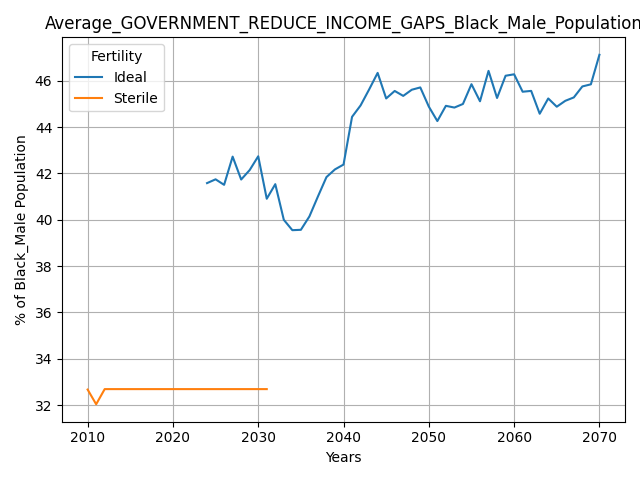 Average_GOVERNMENT_REDUCE_INCOME_GAPS_Black_Male_Population
Fertility
Ideal
Sterile
% of Black_Male Population
46
44
42
40
38
36
34
32
2010 2020 2030 2040 2050 2060 2070
Years